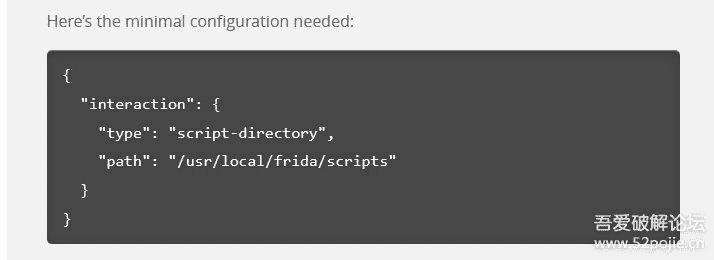 Here’s the minimal configuration needed:
{
  "interaction": {
    "type": "script-directory",
    "path": "/usr/local/frida/scripts"
  }
}
吾爱破解论坛
www.52pojie.cn